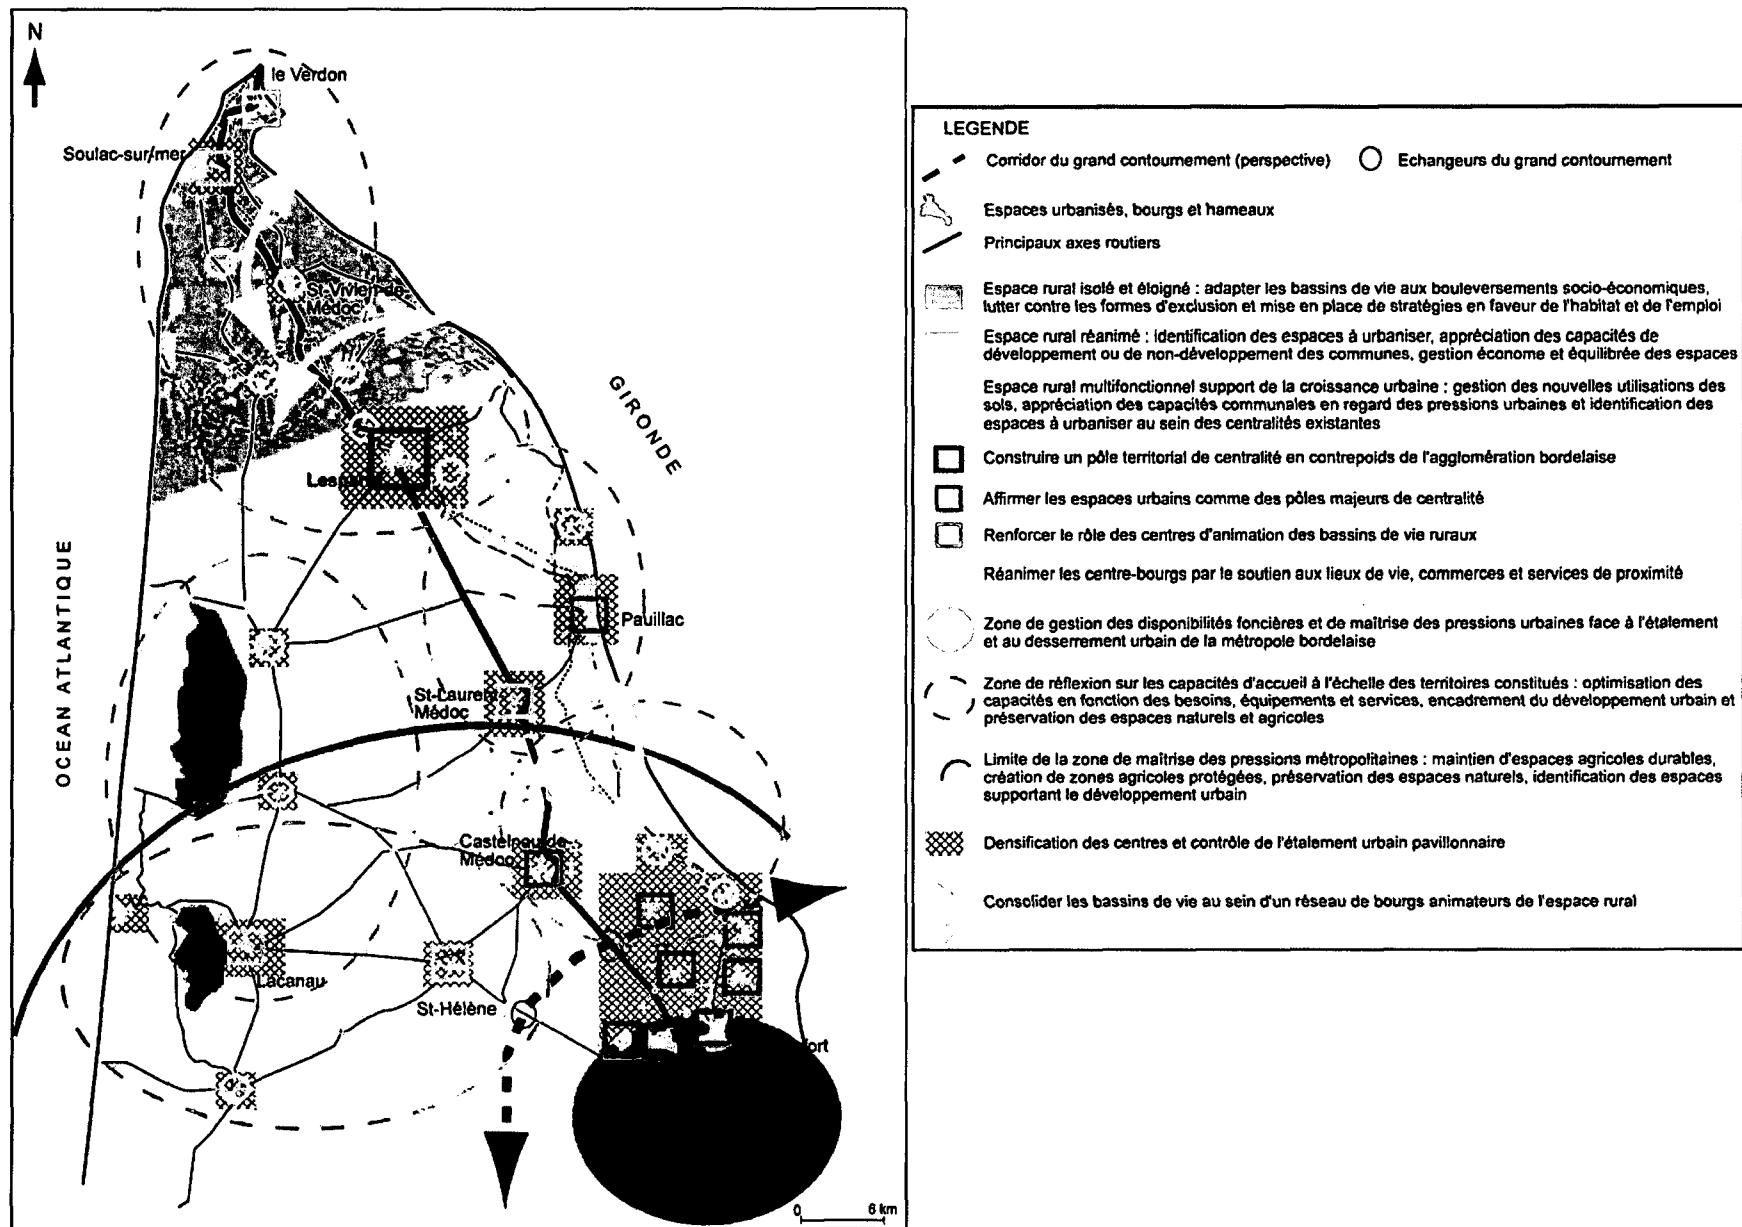 N
le Verdon
Soulac-sur/mer
St-Vivien-de
Médoc
GIRONDE
OCEAN ATLANTIQUE
Pauillac
St-Laurent
Médoc
Castelnau-de
Médoc
Lacanau
St-Hélène
0 6 km
LEGENDE
Corridor du grand contournement (perspective)
Echangeurs du grand contournement
Espaces urbanisés, bourgs et hameaux
Principaux axes routiers
Espace rural isolé et éloigné : adapter les bassins de vie aux bouleversements socio-économiques,
lutter contre les formes d'exclusion et mise en place de stratégies en faveur de l'habitat et de l'emploi
Espace rural réanimé : identification des espaces à urbaniser, appréciation des capacités de
développement ou de non-développement des communes, gestion économe et équilibrée des espaces
Espace rural multifonctionnel support de la croissance urbaine : gestion des nouvelles utilisations des
sols, appréciation des capacités communales en regard des pressions urbaines et identification des
espaces à urbaniser au sein des centralités existantes
Construire un pôle territorial de centralité en contrepoids de l'agglomération bordelaise
Affirmer les espaces urbains comme des pôles majeurs de centralité
Renforcer le rôle des centres d'animation des bassins de vie ruraux
Réanimer les centre-bourgs par le soutien aux lieux de vie, commerces et services de proximité
Zone de gestion des disponibilités foncières et de maîtrise des pressions urbaines face à l'étalement
et au desserrement urbain de la métropole bordelaise
Zone de réflexion sur les capacités d'accueil à l'échelle des territoires constitués : optimisation des
capacités en fonction des besoins, équipements et services, encadrement du développement urbain et
préservation des espaces naturels et agricoles
Limite de la zone de maîtrise des pressions métropolitaines : maintien d'espaces agricoles durables,
création de zones agricoles protégées, préservation des espaces naturels, identification des espaces
supportant le développement urbain
Densification des centres et contrôle de l'étalement urbain pavillonnaire
Consolider les bassins de vie au sein d'un réseau de bourgs animateurs de l'espace rural